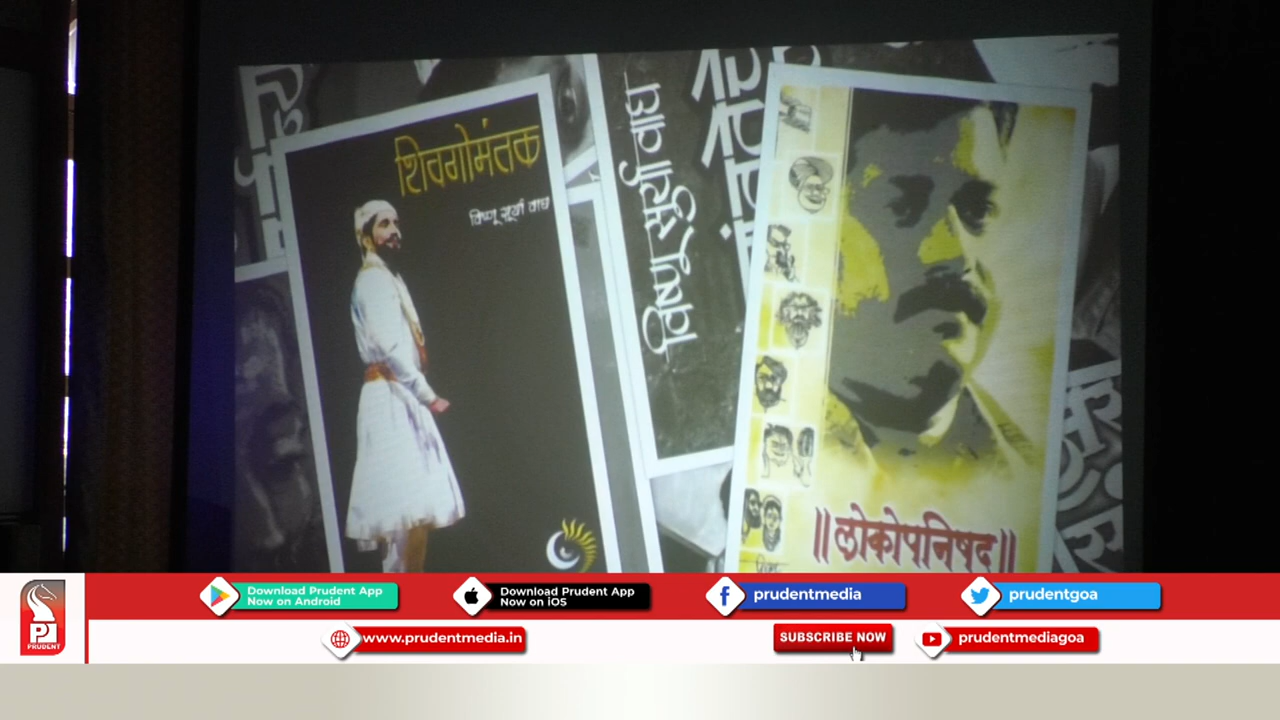 शिवगोमंतक
विष्णू सूर्या वाघ
विष्णू सुर्या वाघ
॥लोकोपनिषद॥
PRUDENT
Download Prudent App
Now on Android
Download Prudent App
Now on iOS
prudentmedia
prudentgoa
www.prudentmedia.in
SUBSCRIBE NOW
prudentmediagoa